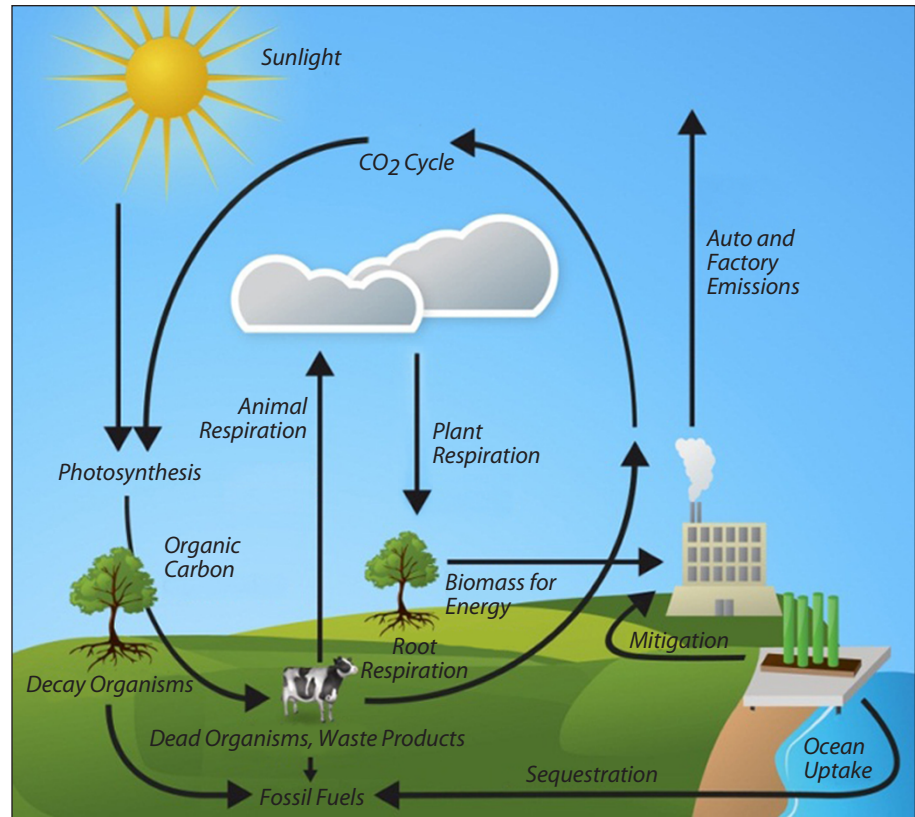 Sunlight
CO2 Cycle
Auto and
Factory
Emissions
Animal
Respiration
Plant
Respiration
Photosynthesis
Organic
Carbon
Biomass for
Energy
Mitigation
Root
Respiration
Decay Organisms
Dead Organisms, Waste Products
Ocean
Uptake
Sequestration
Fossil Fuels